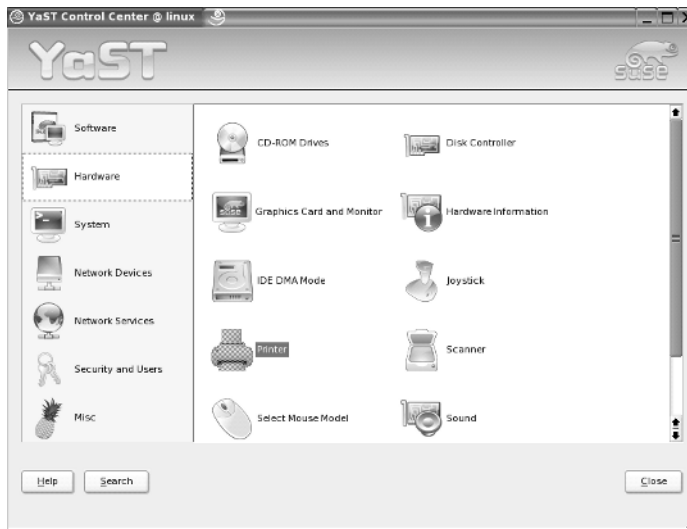 YaST Control Center @ linux
YaST
SUSE
Software
Hardware
System
Network Devices
Network Services
Security and Users
Misc
CD-ROM Drives
Disk Controller
Graphics Card and Monitor
Hardware Information
IDE DMA Mode
Joystick
Printer
Scanner
Select Mouse Model
Sound
Help
Search
Close